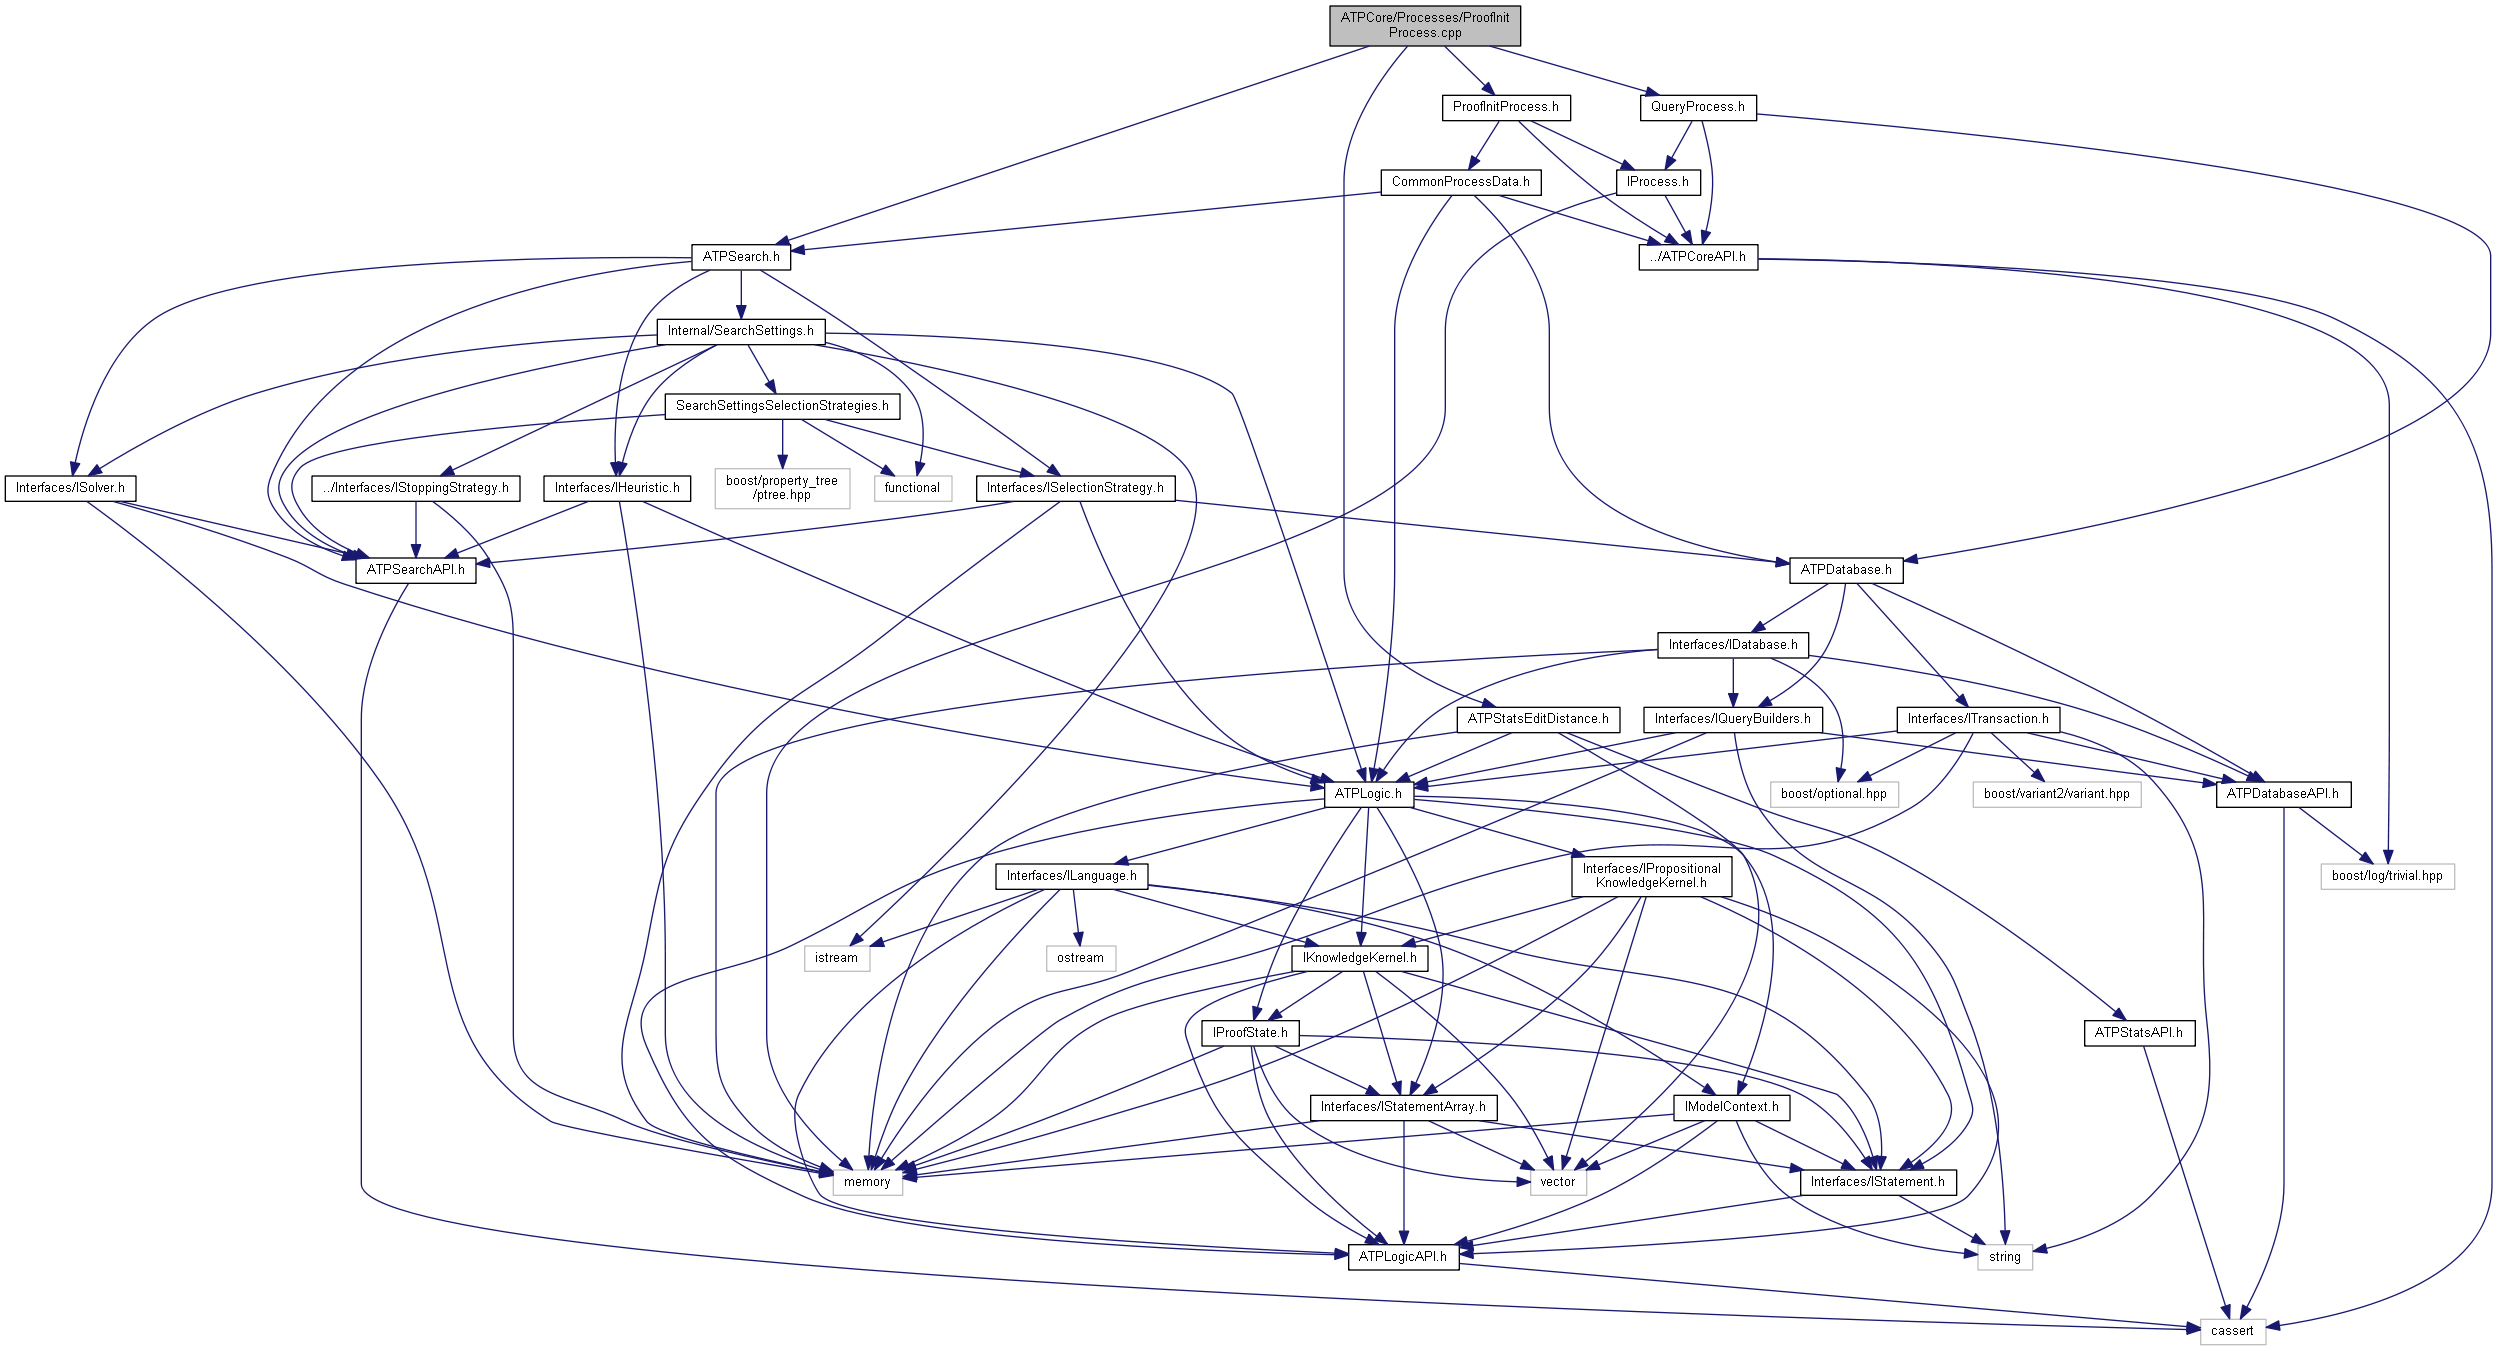 ATPCore/Processes/ProofInit
Process.cpp
ProofInitProcess.h
QueryProcess.h
CommonProcessData.h
IProcess.h
ATPSearch.h
../ATPCoreAPI.h
Internal/SearchSettings.h
SearchSettingsSelectionStrategies.h
Interfaces/ISolver.h
../Interfaces/IStoppingStrategy.h
Interfaces/IHeuristic.h
boost/property_tree
/ptree.hpp
functional
Interfaces/ISelectionStrategy.h
ATPSearchAPI.h
ATPDatabase.h
Interfaces/IDatabase.h
ATPStatsEditDistance.h
Interfaces/IQueryBuilders.h
Interfaces/ITransaction.h
ATPLogic.h
boost/optional.hpp
boost/variant2/variant.hpp
ATPDatabaseAPI.h
Interfaces/ILanguage.h
Interfaces/IPropositional
KnowledgeKernel.h
boost/log/trivial.hpp
istream
ostream
IKnowledgeKernel.h
IProofState.h
ATPStatsAPI.h
Interfaces/IStatementArray.h
IModelContext.h
memory
vector
Interfaces/IStatement.h
ATPLogicAPI.h
string
cassert